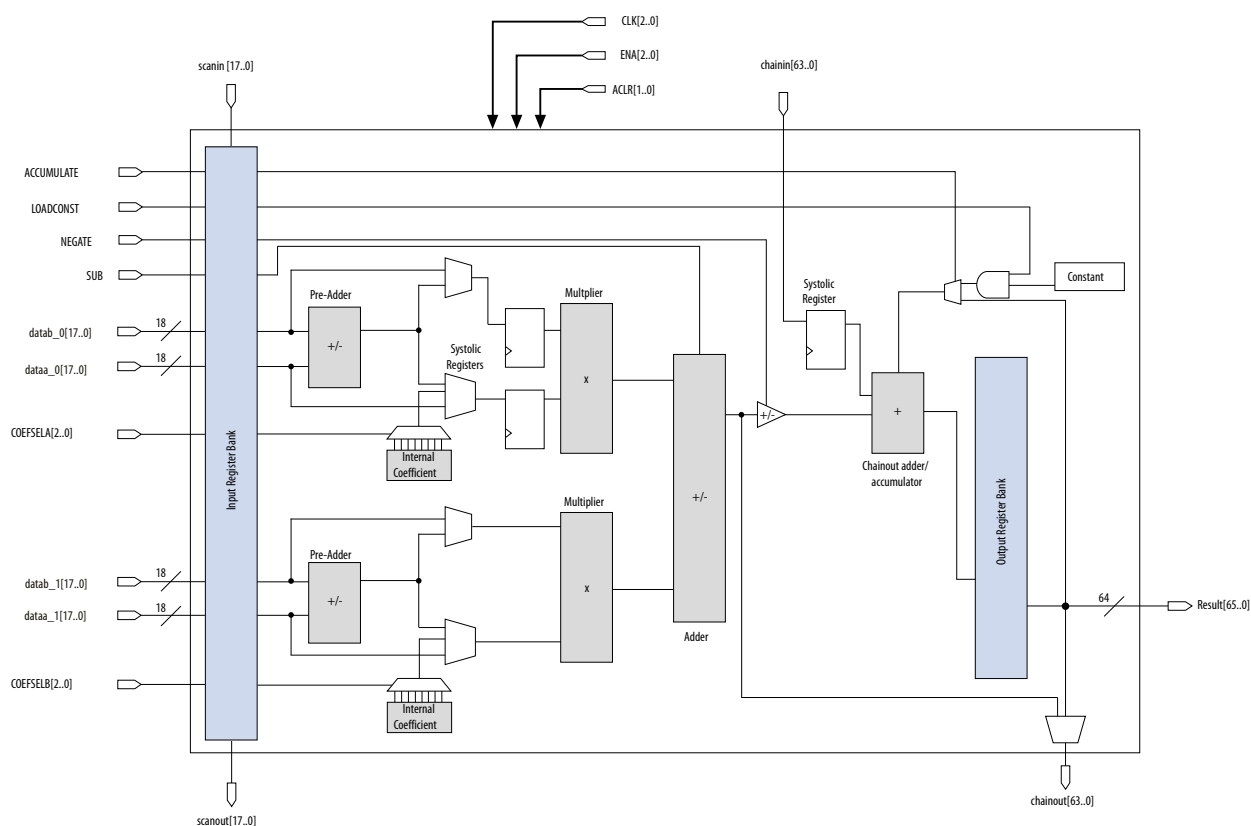 CLK[2..0]
ENA[2..0]
ACLR[1..0]
scanin [17..0]
chainin[63..0]
ACCUMULATE
LOADCONST
NEGATE
SUB
Constant
Pre-Adder
+/-
Multplier
x
Systolic
Register
datab_0[17..0]
18
dataa_0[17..0]
18
Systolic
Registers
COEFSELA[2..0]
Internal
Coefficient
Input Register Bank
+/-
Adder
+/-
+
Chainout adder/
accumulator
Output Register Bank
Multiplier
x
Pre-Adder
+/-
datab_1[17..0]
18
dataa_1[17..0]
18
COEFSELB[2..0]
Internal
Coefficient
64
Result[65..0]
chainout[63..0]
scanout[17..0]